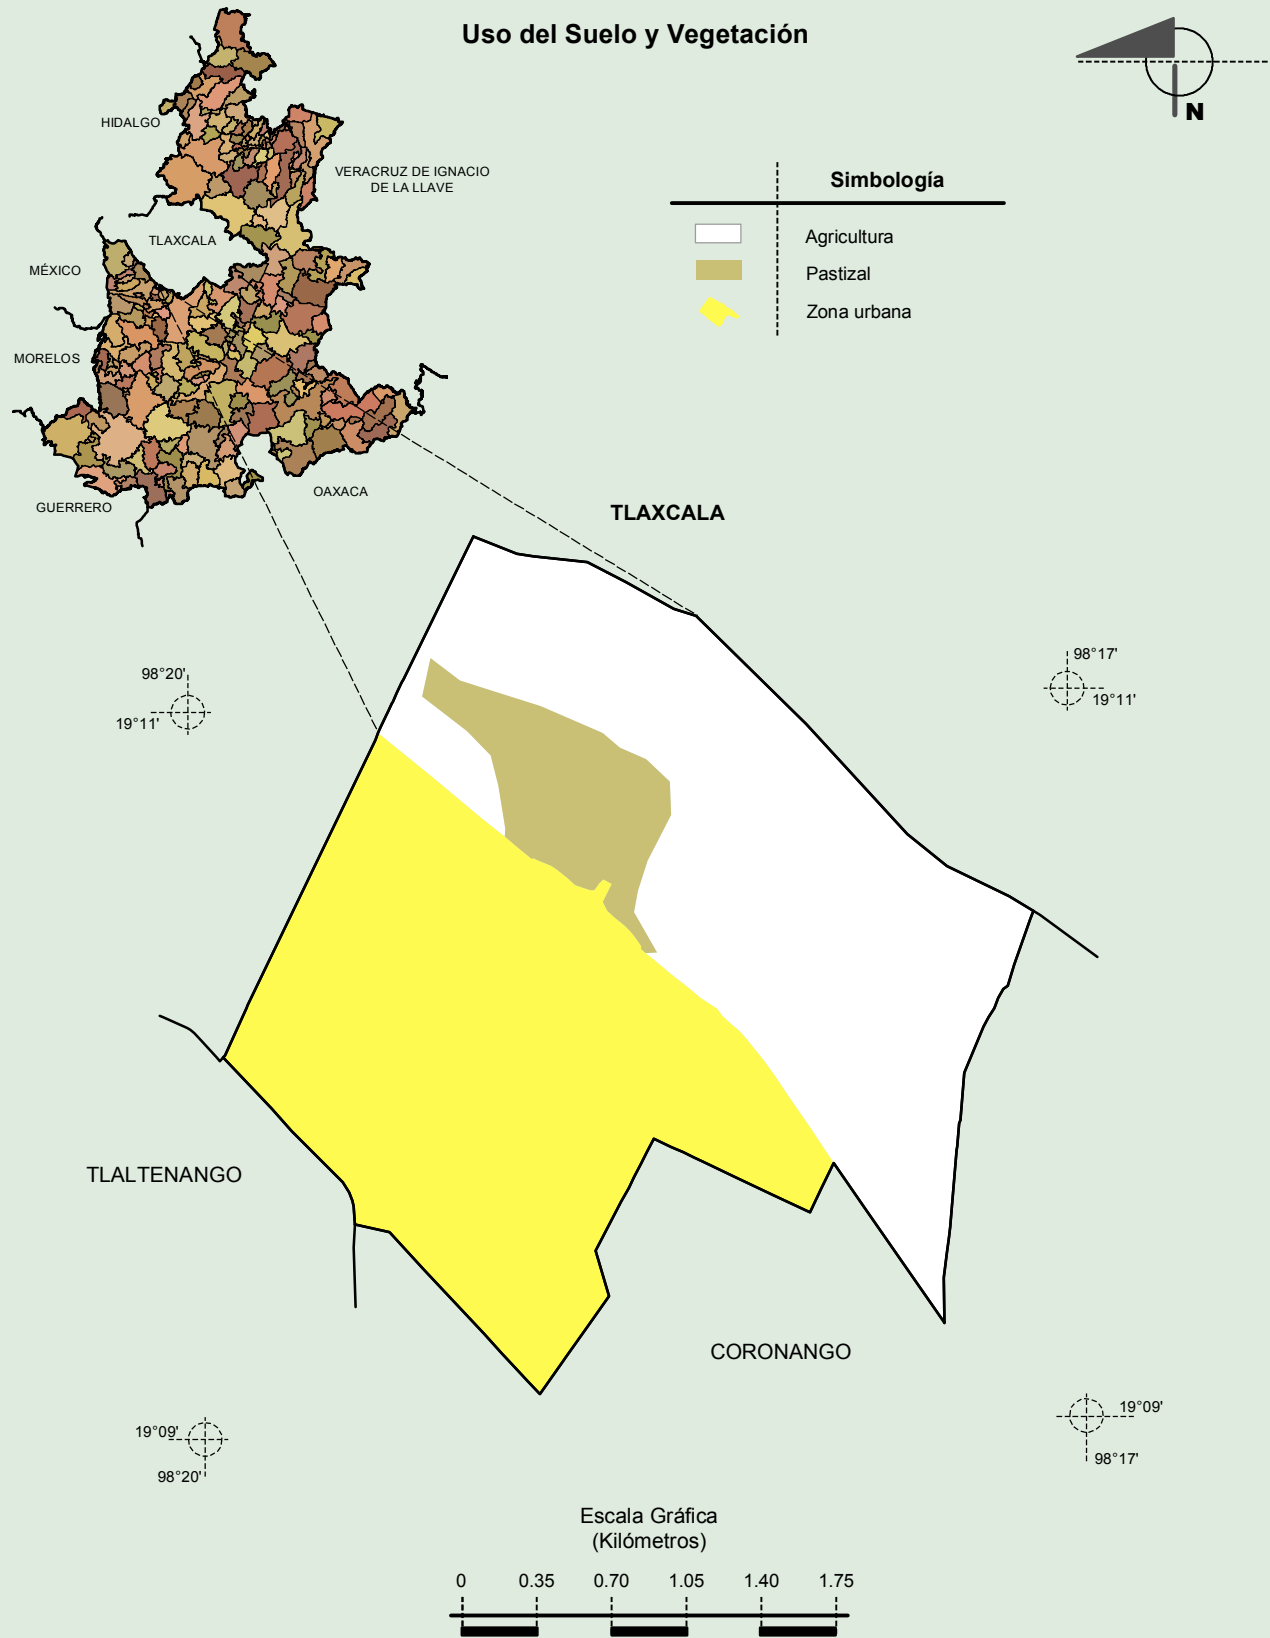 Uso del Suelo y Vegetación
N
HIDALGO
VERACRUZ DE IGNACIO
DE LA LLAVE
TLAXCALA
MÉXICO
MORELOS
GUERRERO
OAXACA
Simbología
Agricultura
Pastizal
Zona urbana
TLAXCALA
98°20'
19°11'
98°17'
19°11'
TLALTENANGO
CORONANGO
19°09'
98°20'
19°09'
98°17'
Escala Gráfica
(Kilómetros)
0 0.35 0.70 1.05 1.40 1.75